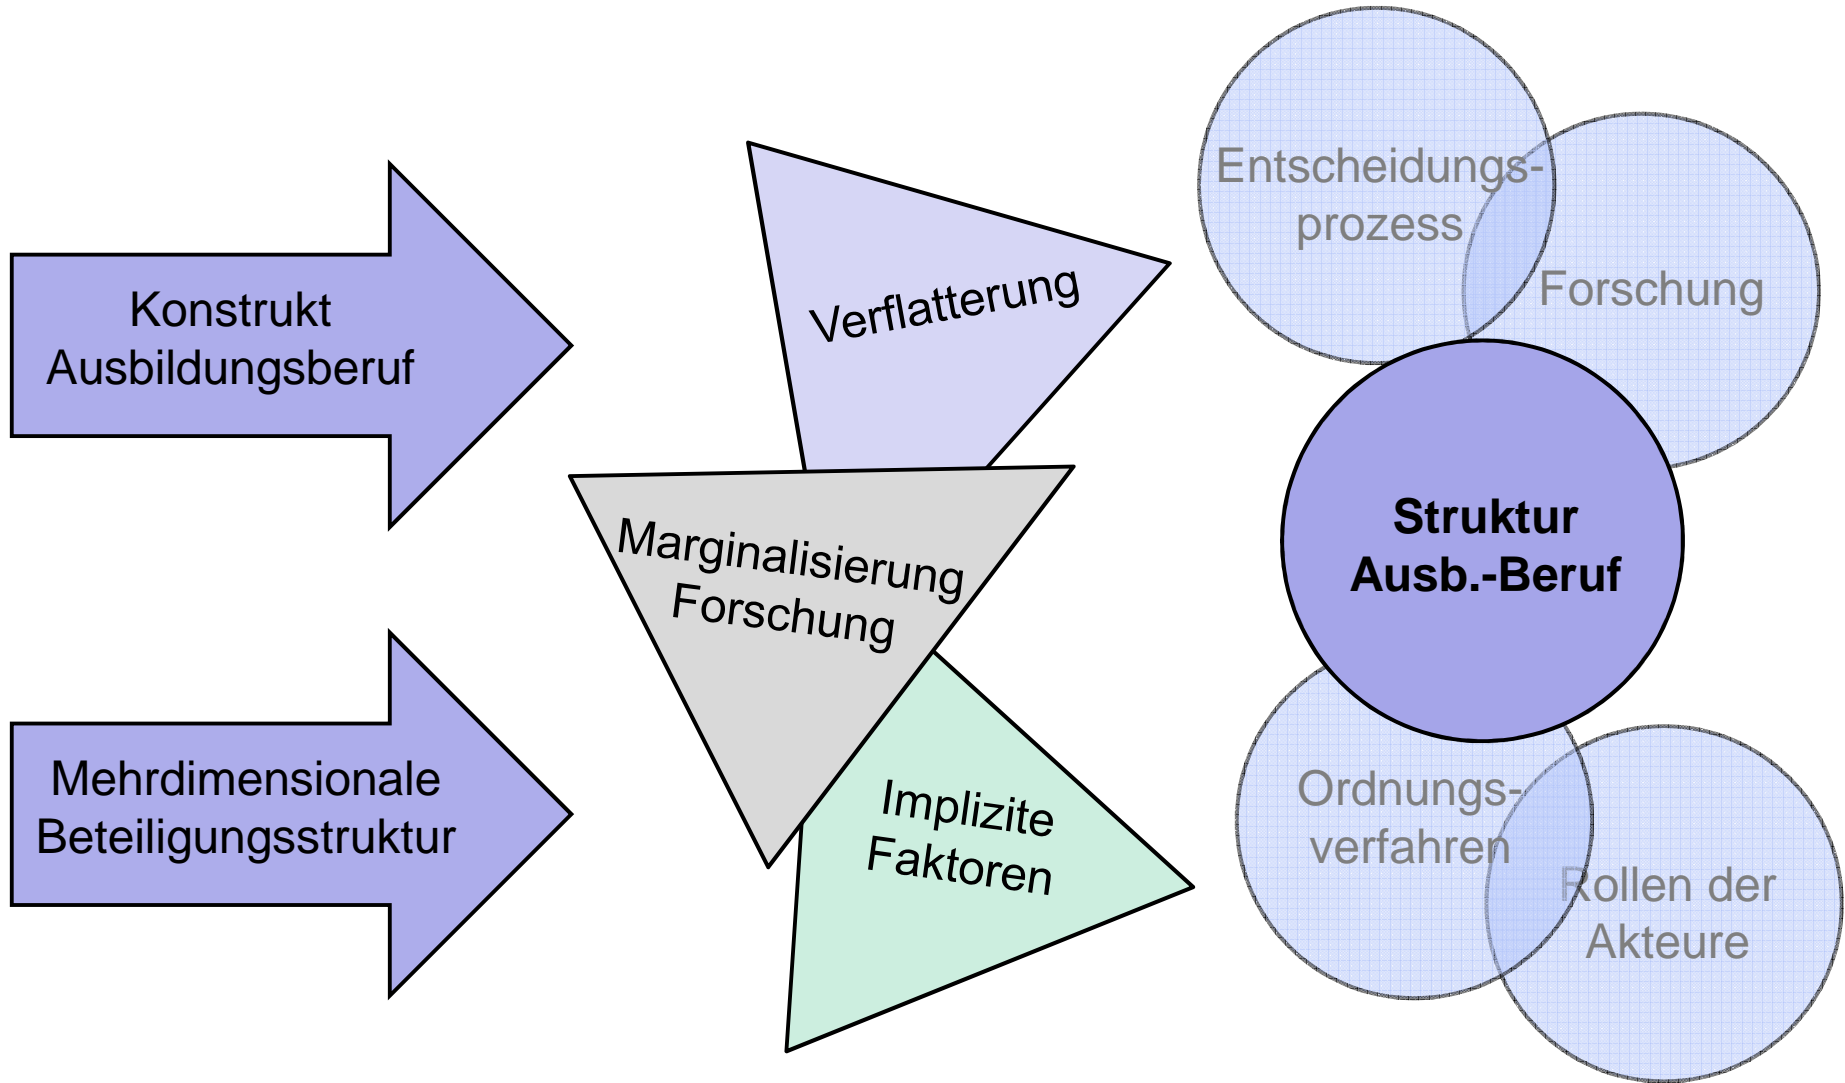 Konstrukt
Ausbildungsberuf
Mehrdimensionale
Beteiligungsstruktur
Verflatterung
Marginalisierung
Forschung
Implizite
Faktoren
Entscheidungs-
prozess
Forschung
Struktur
Ausb.-Beruf
Ordnungs-
verfahren
Rollen der
Akteure